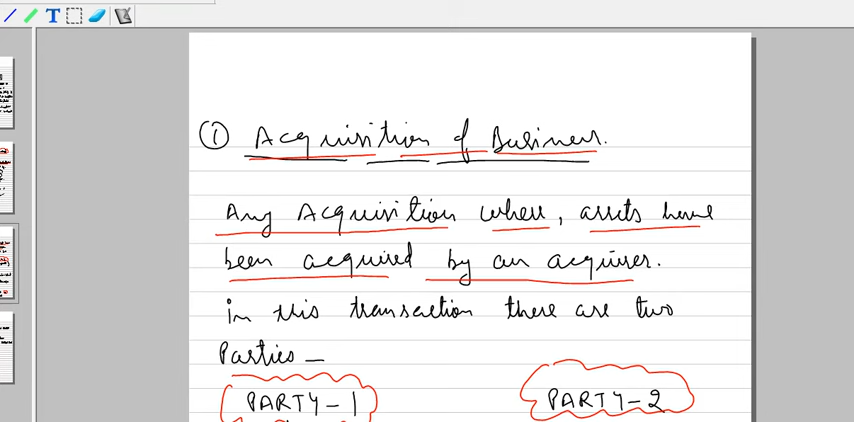 ① Acquisition of Business.
Any Acquisition where, assets have
been acquired by an acquirer.
in this transaction there are two
Parties –
PARTY-1 PARTY-2